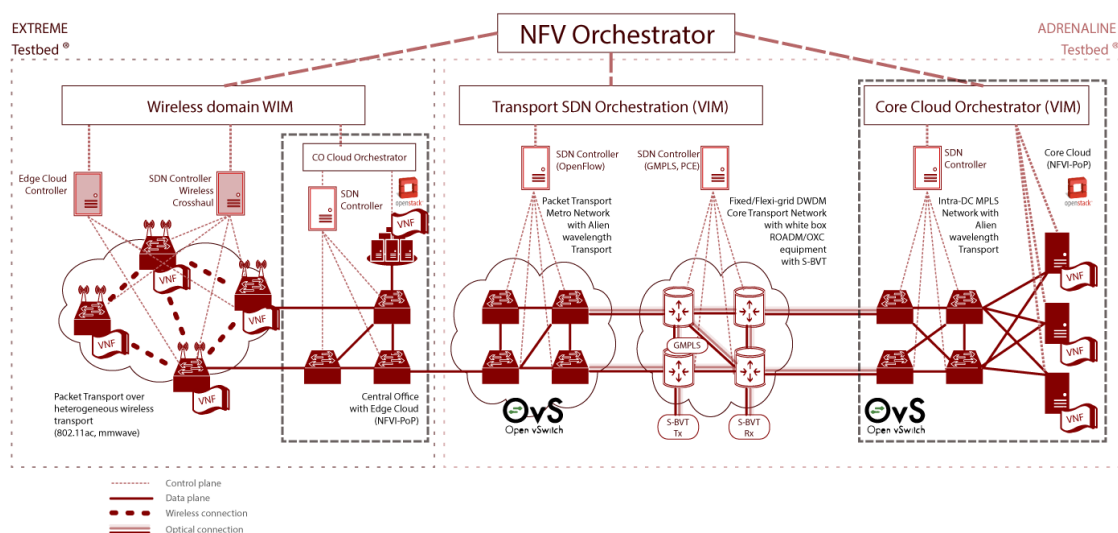 EXTREME
Testbed ®
NFV Orchestrator
ADRENALINE
Testbed ®
Wireless domain WIM
Transport SDN Orchestration (VIM)
Core Cloud Orchestrator (VIM)
CO Cloud Orchestrator
Edge Cloud
Controller
SDN Controller
Wireless
Crosshaul
SDN
Controller
openstack
VNF
SDN Controller
(OpenFlow)
SDN Controller
(GMPLS, PCE)
SDN
Controller
Core Cloud
(NFVI-PoP)
openstack
Packet Transport
Metro Network
with Alien
wavelength
Transport
Fixed/Flexi-grid DWDM
Core Transport Network
with white box
ROADM/OXC
equipment
with S-BVT
Intra-DC MPLS
Network with
Alien
wavelength
Transport
VNF
VNF
VNF
VNF
VNF
VNF
VNF
GMPLS
Packet Transport over
heterogeneous wireless
transport
(802.11ac, mmwave)
Central Office
with Edge Cloud
(NFVI-PoP)
OvS
Open vSwitch
S-BVT
Tx
S-BVT
Rx
OvS
Open vSwitch
Control plane
Data plane
Wireless connection
Optical connection